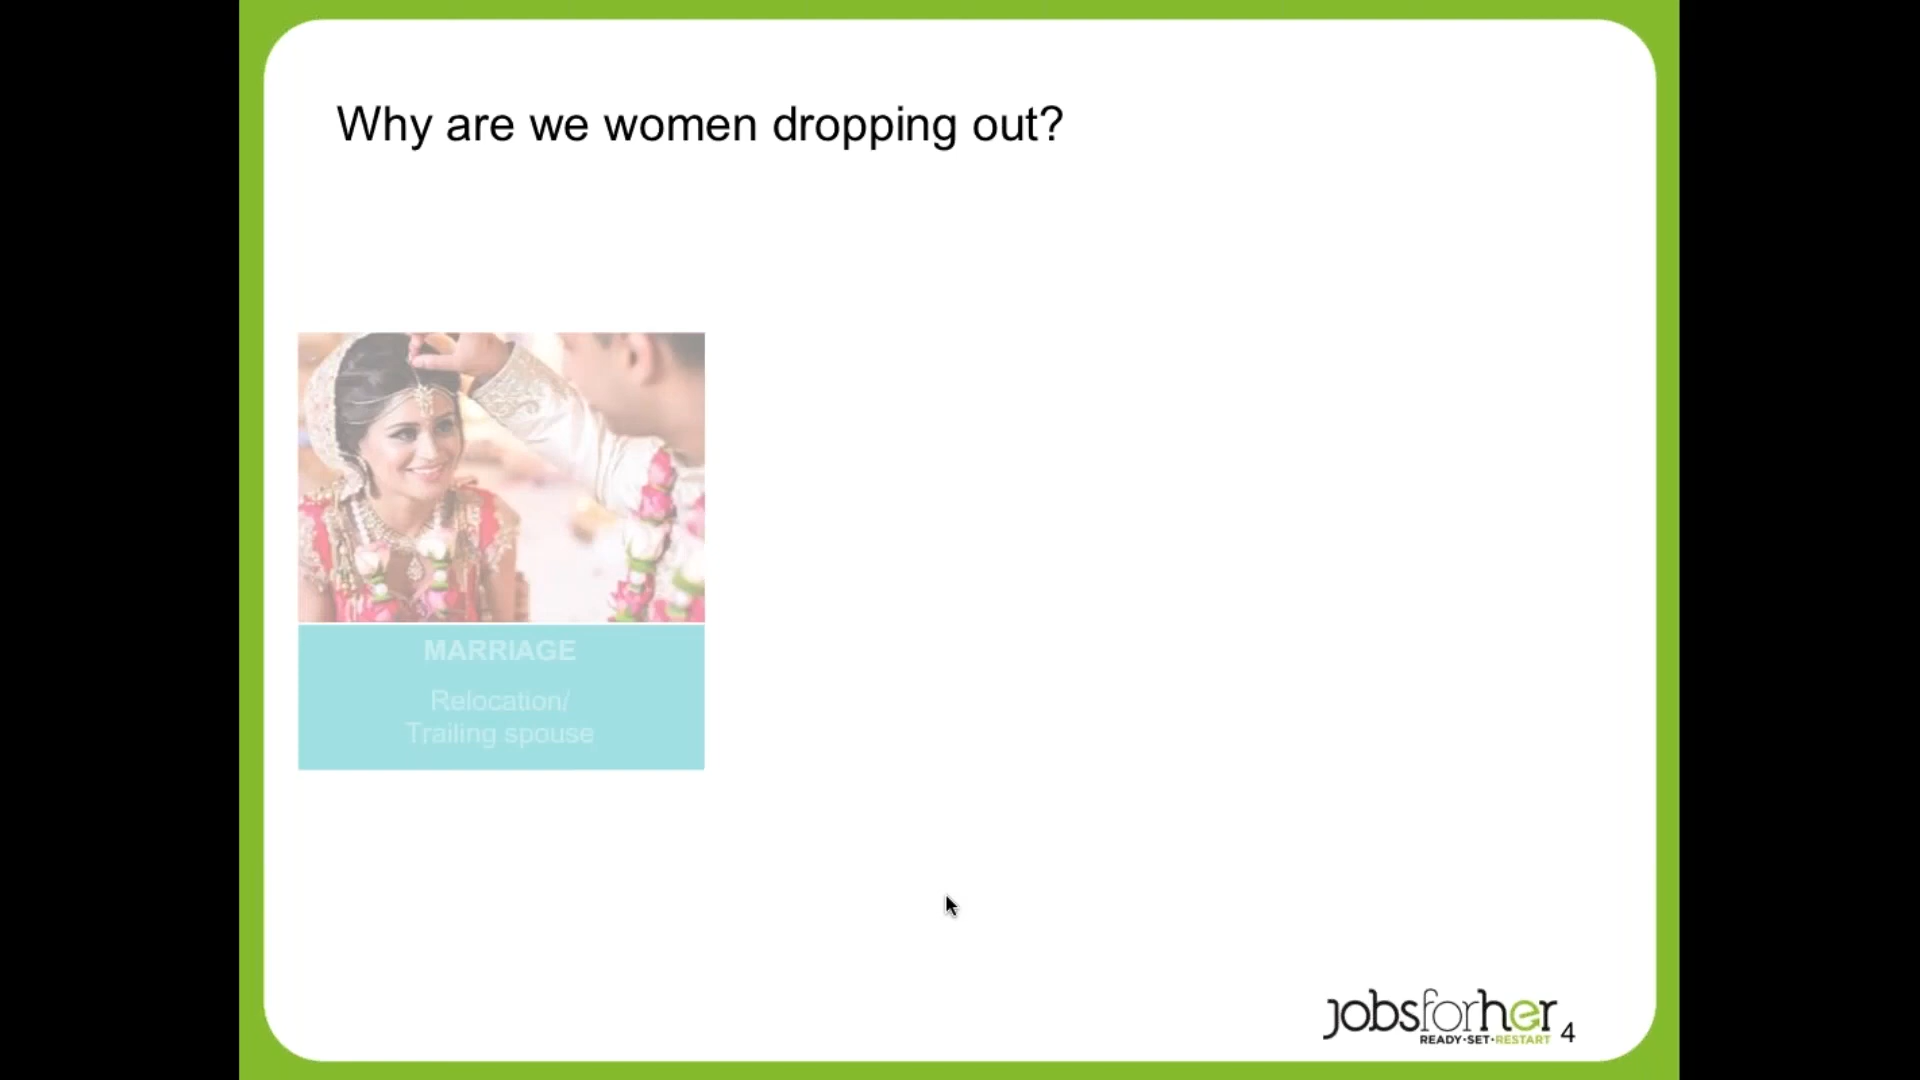 Why are we women dropping out?
MARRIAGE
Relocation/
Trailing spouse
jobsforher
READY·SET·RESTART
4